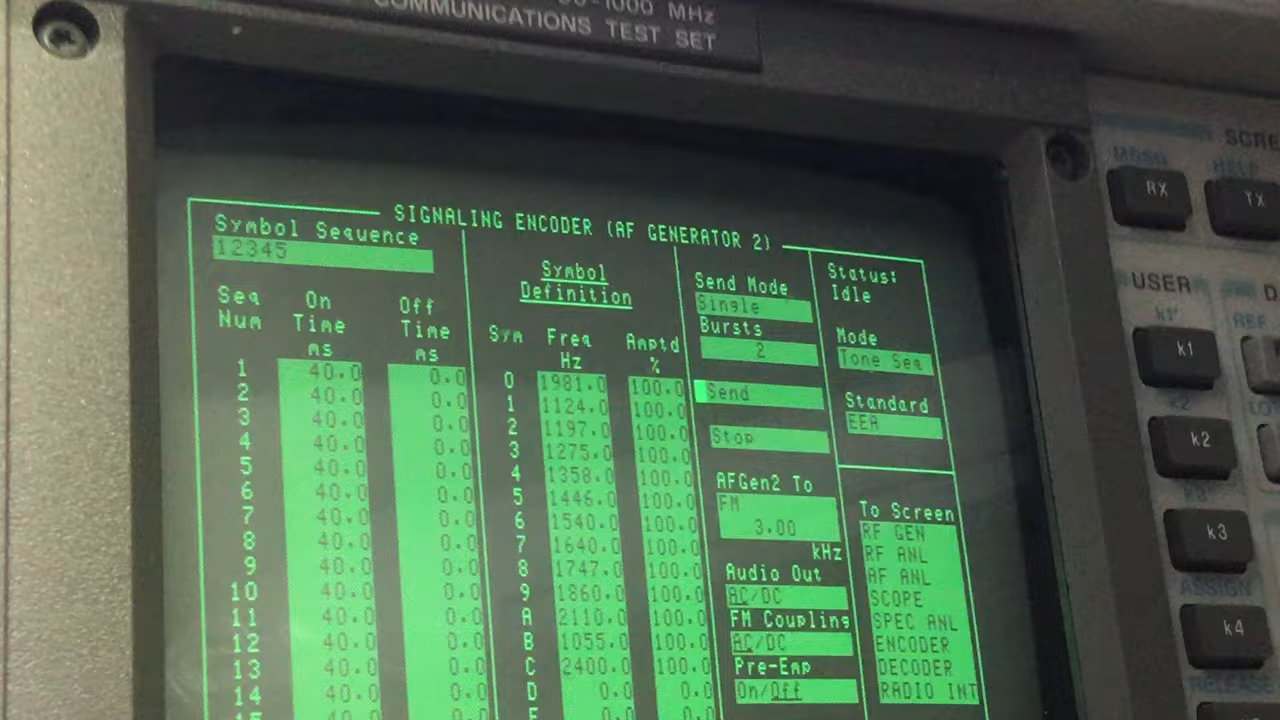 -1000 MHz
COMMUNICATIONS TEST SET
SIGNALING ENCODER (AF GENERATOR 2)
Symbol Sequence
12345
Seq Num On Time ms Off Time ms
1 40.0 0.0
2 40.0 0.0
3 40.0 0.0
4 40.0 0.0
5 40.0 0.0
6 40.0 0.0
7 40.0 0.0
8 40.0 0.0
9 40.0 0.0
10 40.0 0.0
11 40.0 0.0
12 40.0 0.0
13 40.0 0.0
14 40.0 0.0
Symbol
Definition
Sym Freq Hz Amptd %
0 1981.0 100.0
1 1124.0 100.0
2 1197.0 100.0
3 1275.0 100.0
4 1358.0 100.0
5 1446.0 100.0
6 1540.0 100.0
7 1640.0 100.0
8 1747.0 100.0
9 1860.0 100.0
A 2110.0 100.0
B 1055.0 100.0
C 2400.0 100.0
D 0.0 0.0
Send Mode
Single
Bursts
2
Send
Stop
AFGen2 To
FM
3.00
kHz
Audio Out
AC/DC
FM Coupling
AC/DC
Pre-Emp
On/Off
Status:
Idle
Mode
Tone Seq
Standard
EEA
To Screen
RF GEN
RF ANL
AF ANL
SCOPE
SPEC ANL
ENCODER
DECODER
RADIO INT
SCRE
HELP
RX
TX
USER
k1'
k1
k2'
k2
k3'
k3
ASSIGN
k4
RELEASE